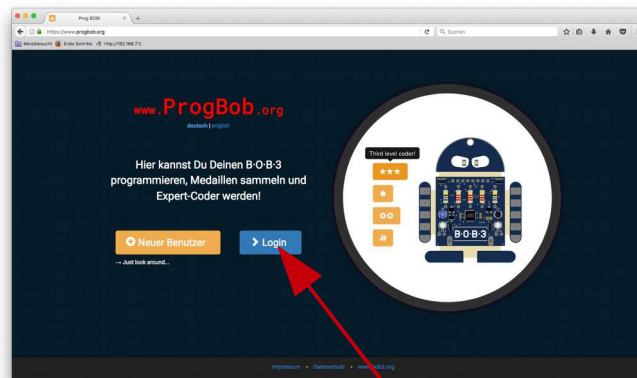 Prog BOB!
https://www.progbob.org
Suchen
Meistbesucht Erste Schritte http://192.168.7.1/
www.ProgBob.org
deutsch | english
Hier kannst Du Deinen B·O·B·3
programmieren, Medaillen sammeln und
Expert-Coder werden!
Neuer Benutzer
Login
→ Just look around...
Third level coder!
B·O·B·3
Impressum • Datenschutz • www.bob3.org